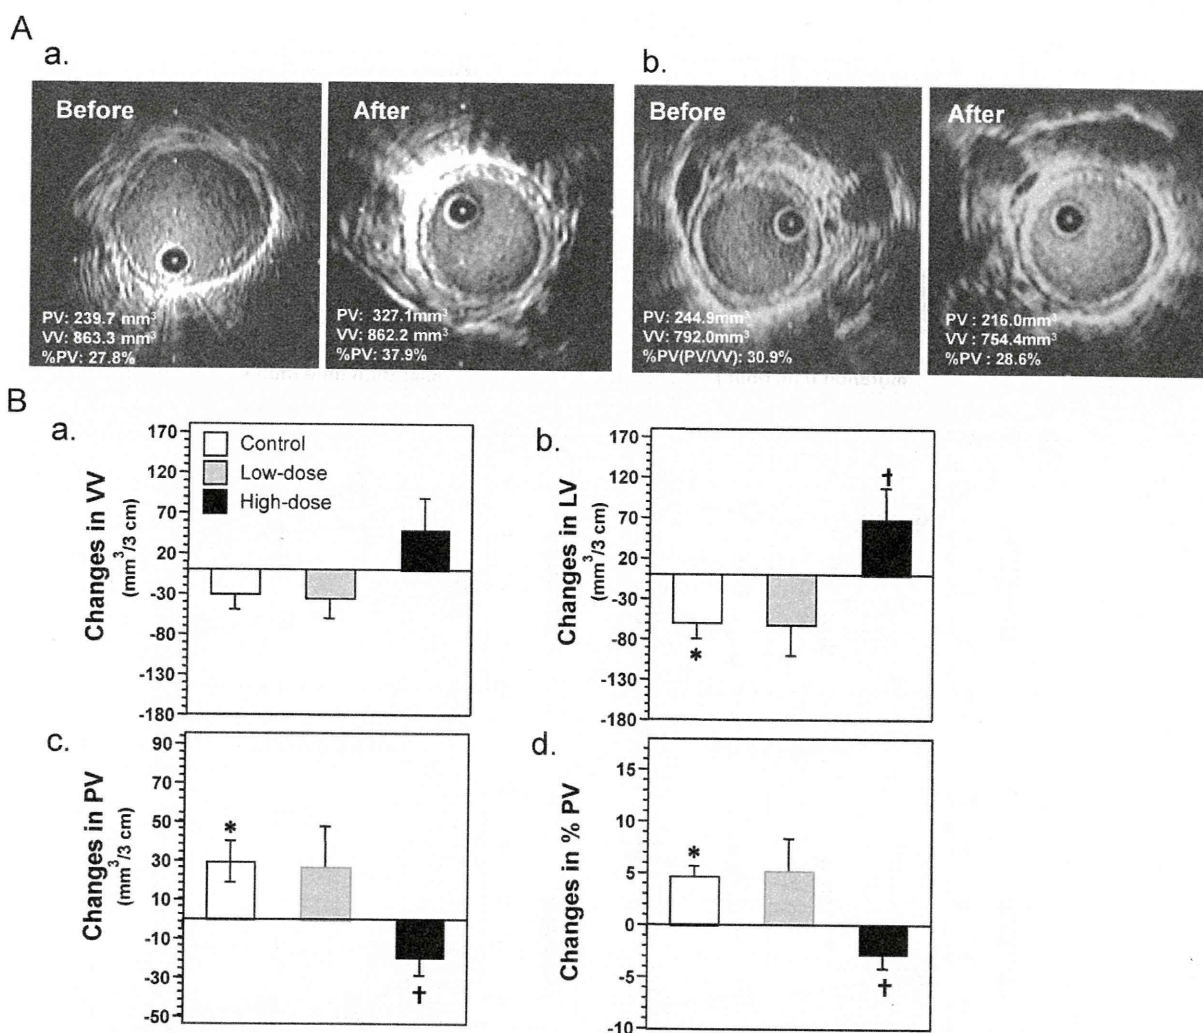 A
a.
b.
Before
After
Before
After
PV: 239.7 mm³
VV: 863.3 mm³
%PV: 27.8%
PV: 327.1mm³
VV: 862.2 mm³
%PV: 37.9%
PV: 244.9mm³
VV: 792.0mm³
%PV(PV/VV): 30.9%
PV : 216.0mm³
VV : 754.4mm³
%PV : 28.6%
B
a.
Changes in VV
(mm³/3 cm)
170
120
70
20
-30
-80
-130
-180
Control
Low-dose
High-dose
b.
Changes in LV
(mm³/3 cm)
170
120
70
20
-30
-80
-130
-180
*
†
c.
Changes in PV
(mm³/3 cm)
90
70
50
30
10
-10
-30
-50
*
†
d.
Changes in % PV
15
10
5
0
-5
-10
*
†